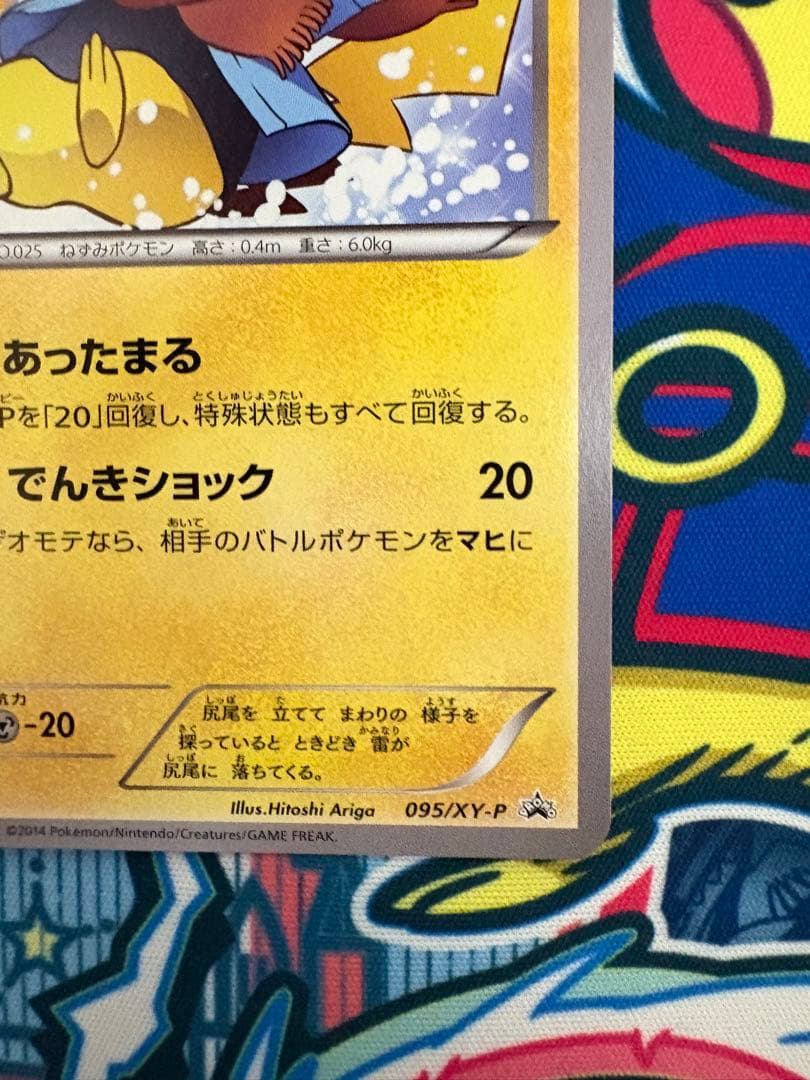 O.025 ねずみポケモン 高さ：0.4m 重さ：6.0kg
あったまる
Pを「20」回復し、特殊状態もすべて回復する。
でんきショック 20
オモテなら、相手のバトルポケモンをマヒに
抗力
-20
尻尾を 立てて まわりの 様子を
探っていると ときどき 雷が
尻尾に 落ちてくる。
Illus.Hitoshi Ariga 095/XY-P
©2014 Pokémon/Nintendo/Creatures/GAME FREAK.